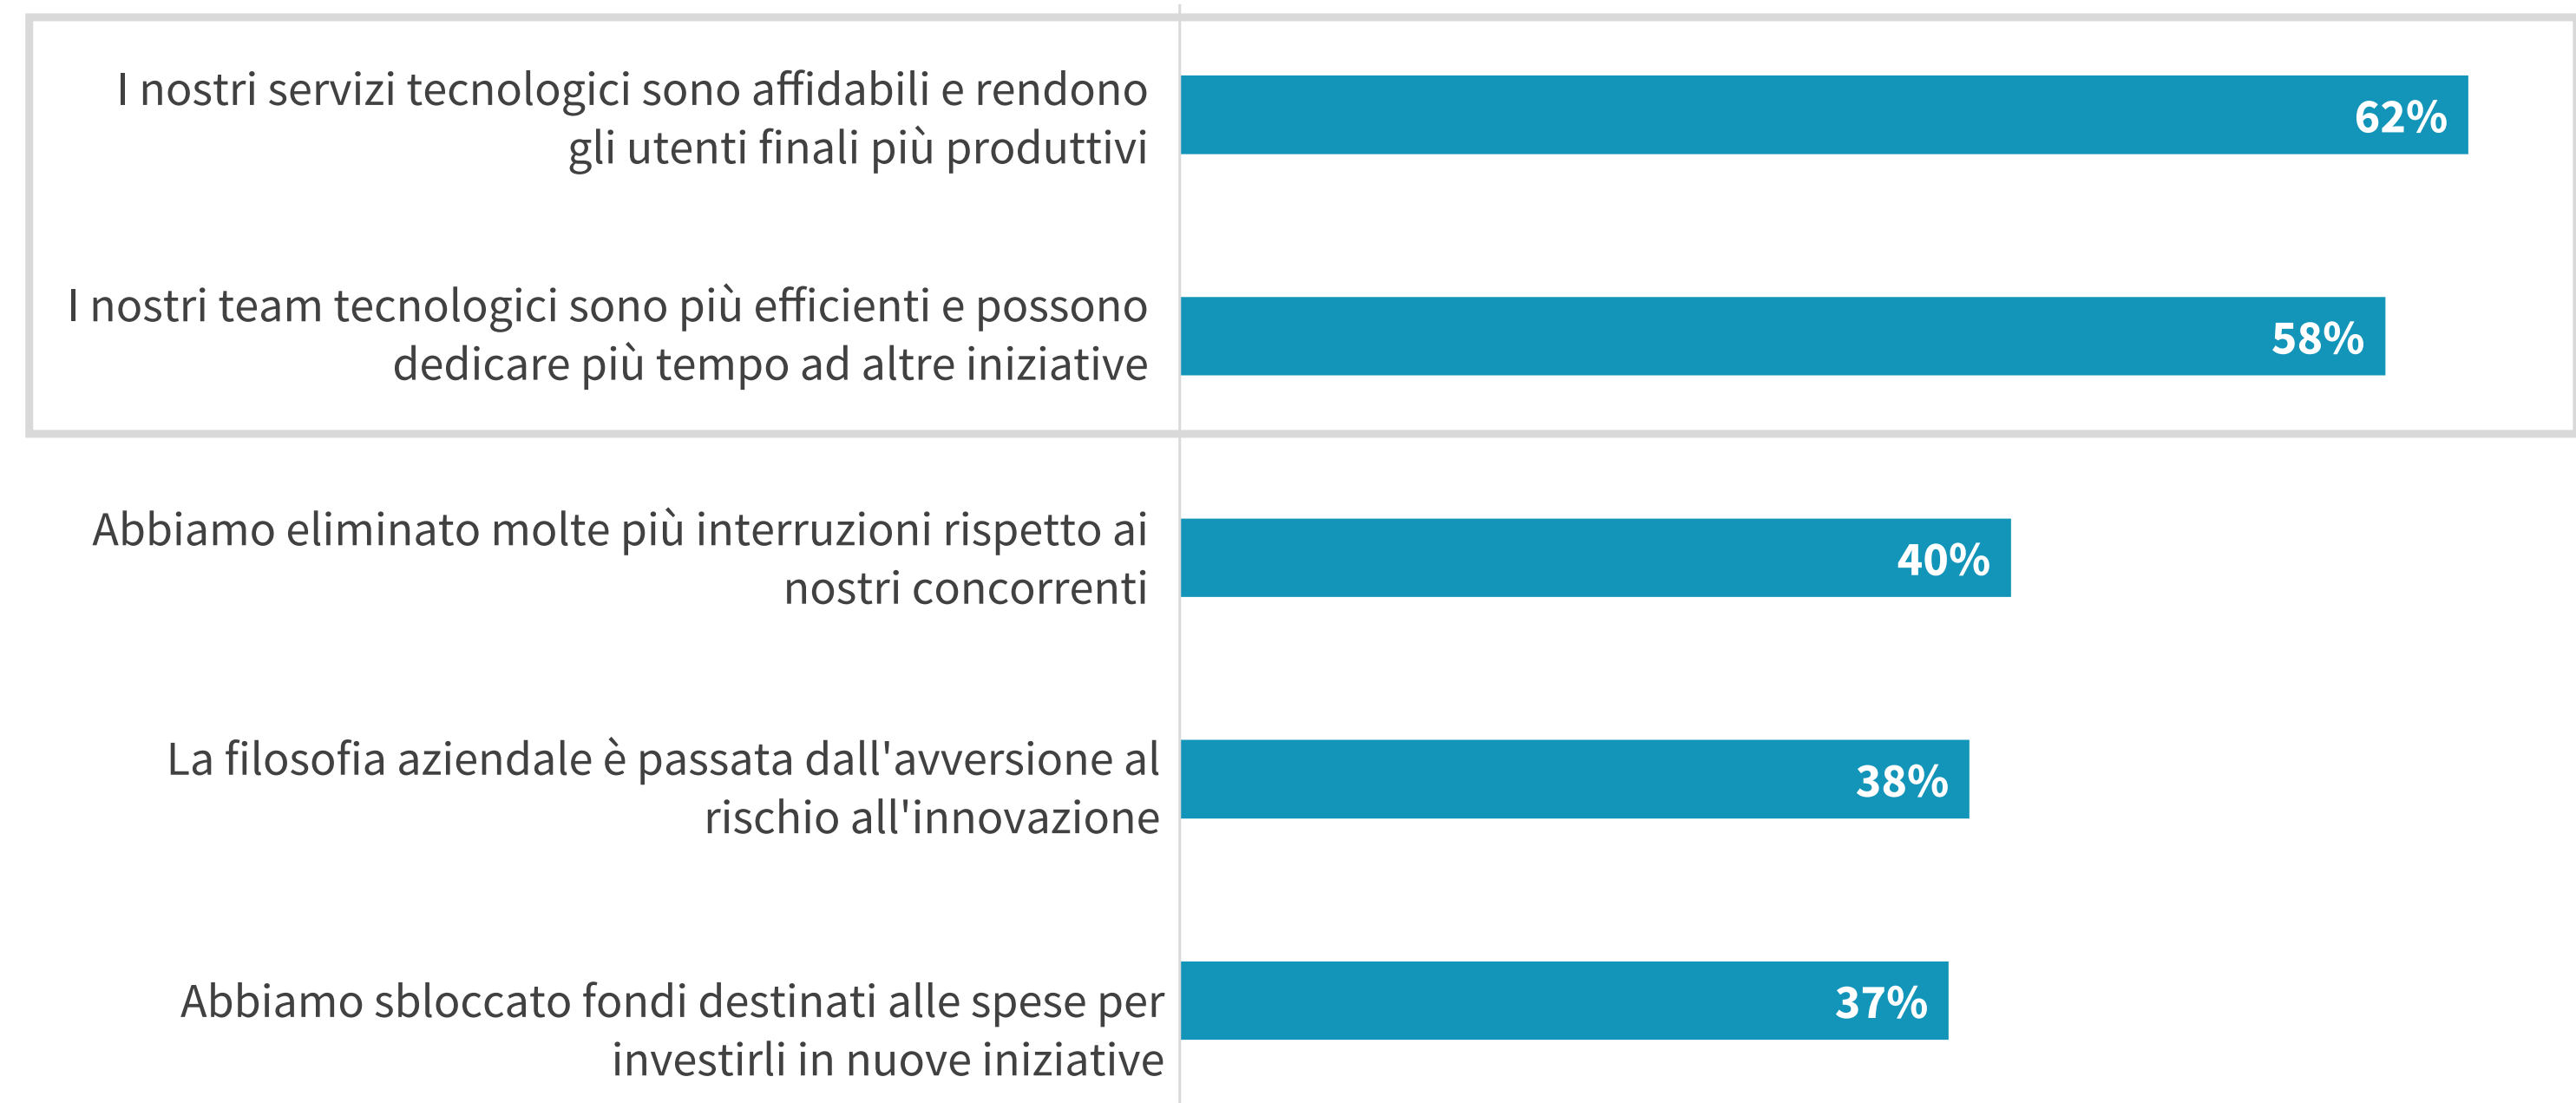 I nostri servizi tecnologici sono affidabili e rendono
gli utenti finali più produttivi
62%
I nostri team tecnologici sono più efficienti e possono
dedicare più tempo ad altre iniziative
58%
Abbiamo eliminato molte più interruzioni rispetto ai
nostri concorrenti
40%
La filosofia aziendale è passata dall'avversione al
rischio all'innovazione
38%
Abbiamo sbloccato fondi destinati alle spese per
investirli in nuove iniziative
37%